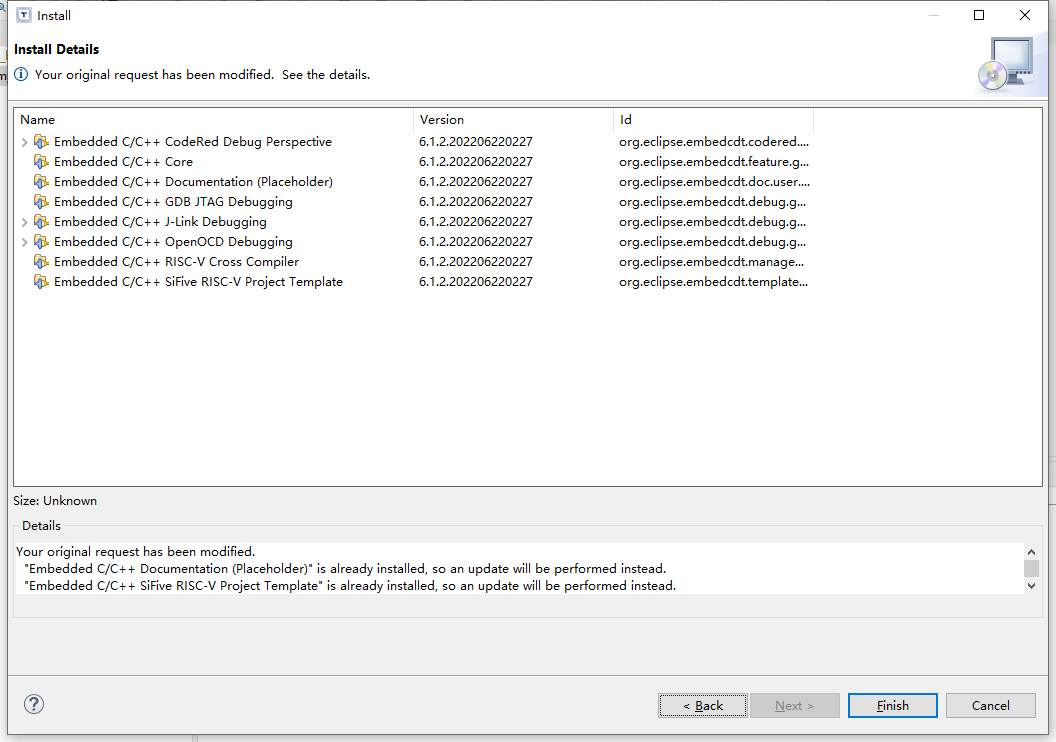 Install
Install Details
Your original request has been modified. See the details.
Name Version Id
Embedded C/C++ CodeRed Debug Perspective 6.1.2.202206220227 org.eclipse.embedcdt.codered....
Embedded C/C++ Core 6.1.2.202206220227 org.eclipse.embedcdt.feature.g...
Embedded C/C++ Documentation (Placeholder) 6.1.2.202206220227 org.eclipse.embedcdt.doc.user....
Embedded C/C++ GDB JTAG Debugging 6.1.2.202206220227 org.eclipse.embedcdt.debug.g...
Embedded C/C++ J-Link Debugging 6.1.2.202206220227 org.eclipse.embedcdt.debug.g...
Embedded C/C++ OpenOCD Debugging 6.1.2.202206220227 org.eclipse.embedcdt.debug.g...
Embedded C/C++ RISC-V Cross Compiler 6.1.2.202206220227 org.eclipse.embedcdt.manage...
Embedded C/C++ SiFive RISC-V Project Template 6.1.2.202206220227 org.eclipse.embedcdt.template...
Size: Unknown
Details
Your original request has been modified.
"Embedded C/C++ Documentation (Placeholder)" is already installed, so an update will be performed instead.
"Embedded C/C++ SiFive RISC-V Project Template" is already installed, so an update will be performed instead.
< Back Next > Finish Cancel